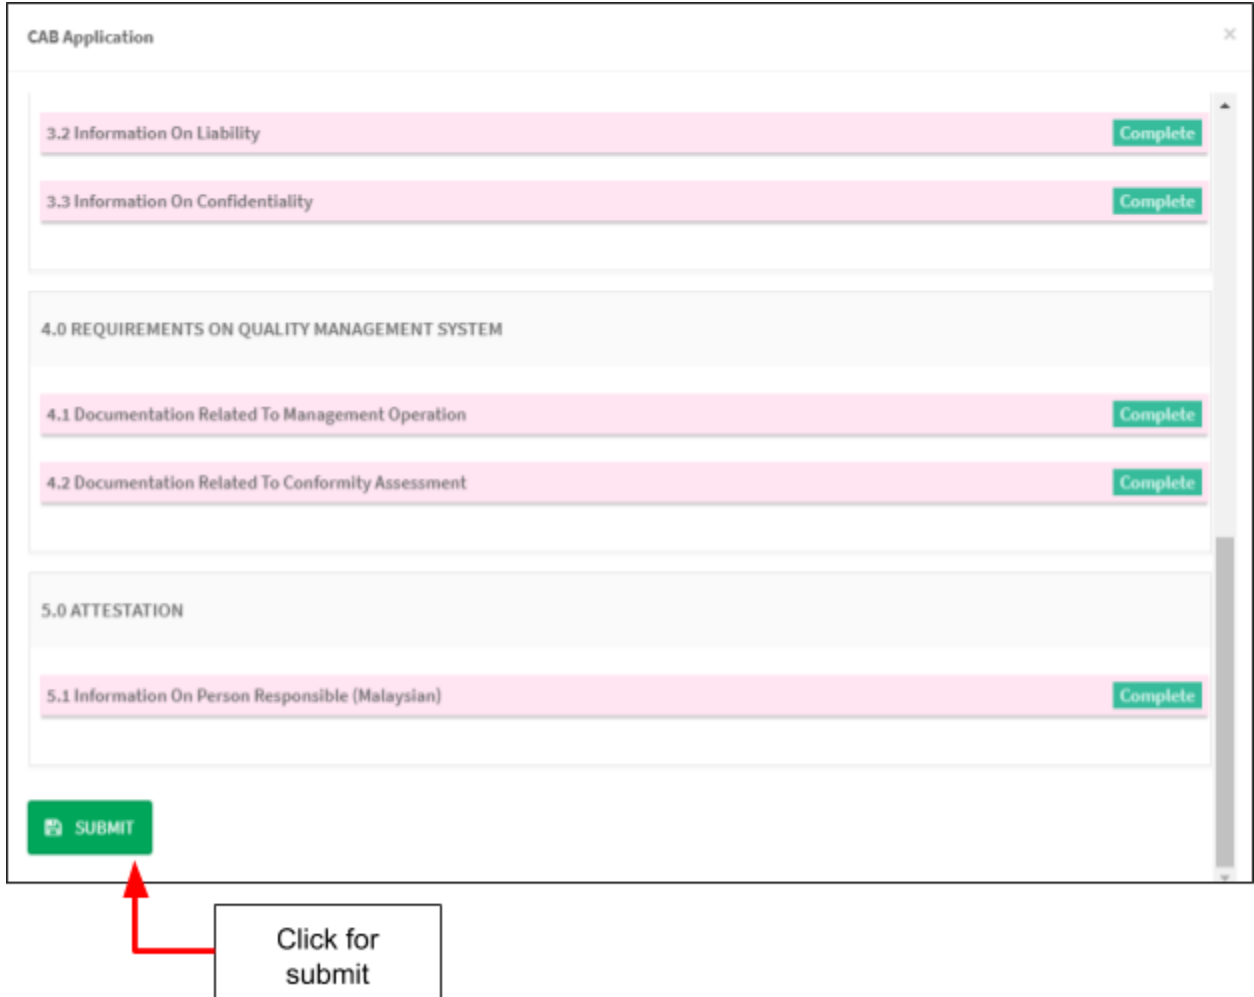 CAB Application ×
3.2 Information On Liability Complete
3.3 Information On Confidentiality Complete
4.0 REQUIREMENTS ON QUALITY MANAGEMENT SYSTEM
4.1 Documentation Related To Management Operation Complete
4.2 Documentation Related To Conformity Assessment Complete
5.0 ATTESTATION
5.1 Information On Person Responsible (Malaysian) Complete
SUBMIT
Click for
submit